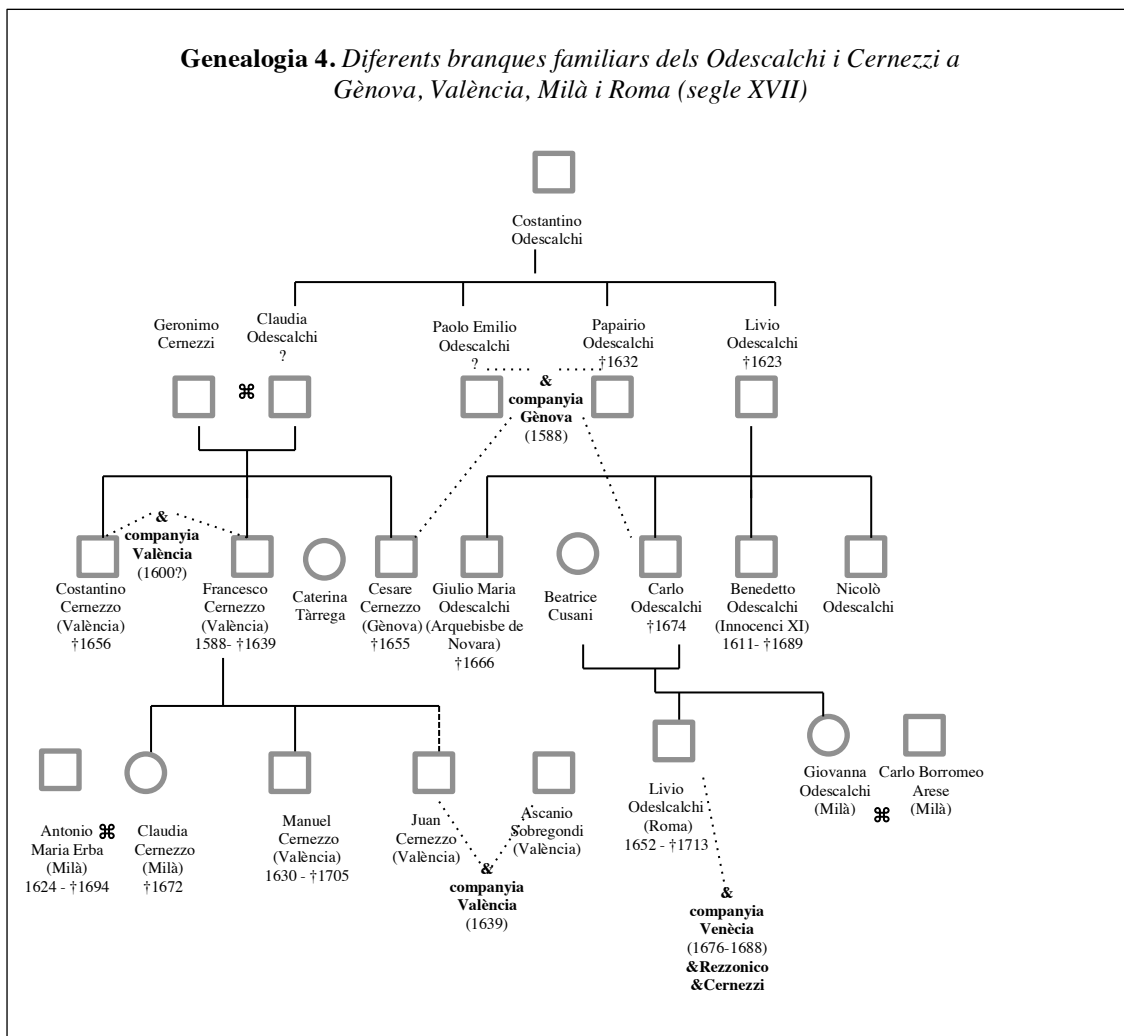 Genealogia 4. Diferents branques familiars dels Odescalchi i Cernezzi a
Gènova, València, Milà i Roma (segle XVII)
Costantino
Odescalchi
Geronimo
Cernezzi
Claudia
Odescalchi
?
Paolo Emilio
Odescalchi
?
Papairio
Odescalchi
†1632
Livio
Odescalchi
†1623
⌘
&
companyia
Gènova
(1588)
&
companyia
València
(1600?)
Costantino
Cernezzo
(València)
†1656
Francesco
Cernezzo
(València)
1588- †1639
Caterina
Tàrrega
Cesare
Cernezzo
(Gènova)
†1655
Giulio Maria
Odescalchi
(Arquebisbe de
Novara)
†1666
Beatrice
Cusani
Carlo
Odescalchi
†1674
Benedetto
Odescalchi
(Innocenci XI)
1611- †1689
Nicolò
Odescalchi
Antonio
Maria Erba
(Milà)
1624 - †1694
⌘
Claudia
Cernezzo
(Milà)
†1672
Manuel
Cernezzo
(València)
1630 - †1705
Juan
Cernezzo
(València)
Ascanio
Sobregondi
(València)
&
companyia
València
(1639)
Livio
Odeslcalchi
(Roma)
1652 - †1713
Giovanna
Odescalchi
(Milà)
⌘
Carlo Borromeo
Arese
(Milà)
&
companyia
Venècia
(1676-1688)
&Rezzonico
&Cernezzi